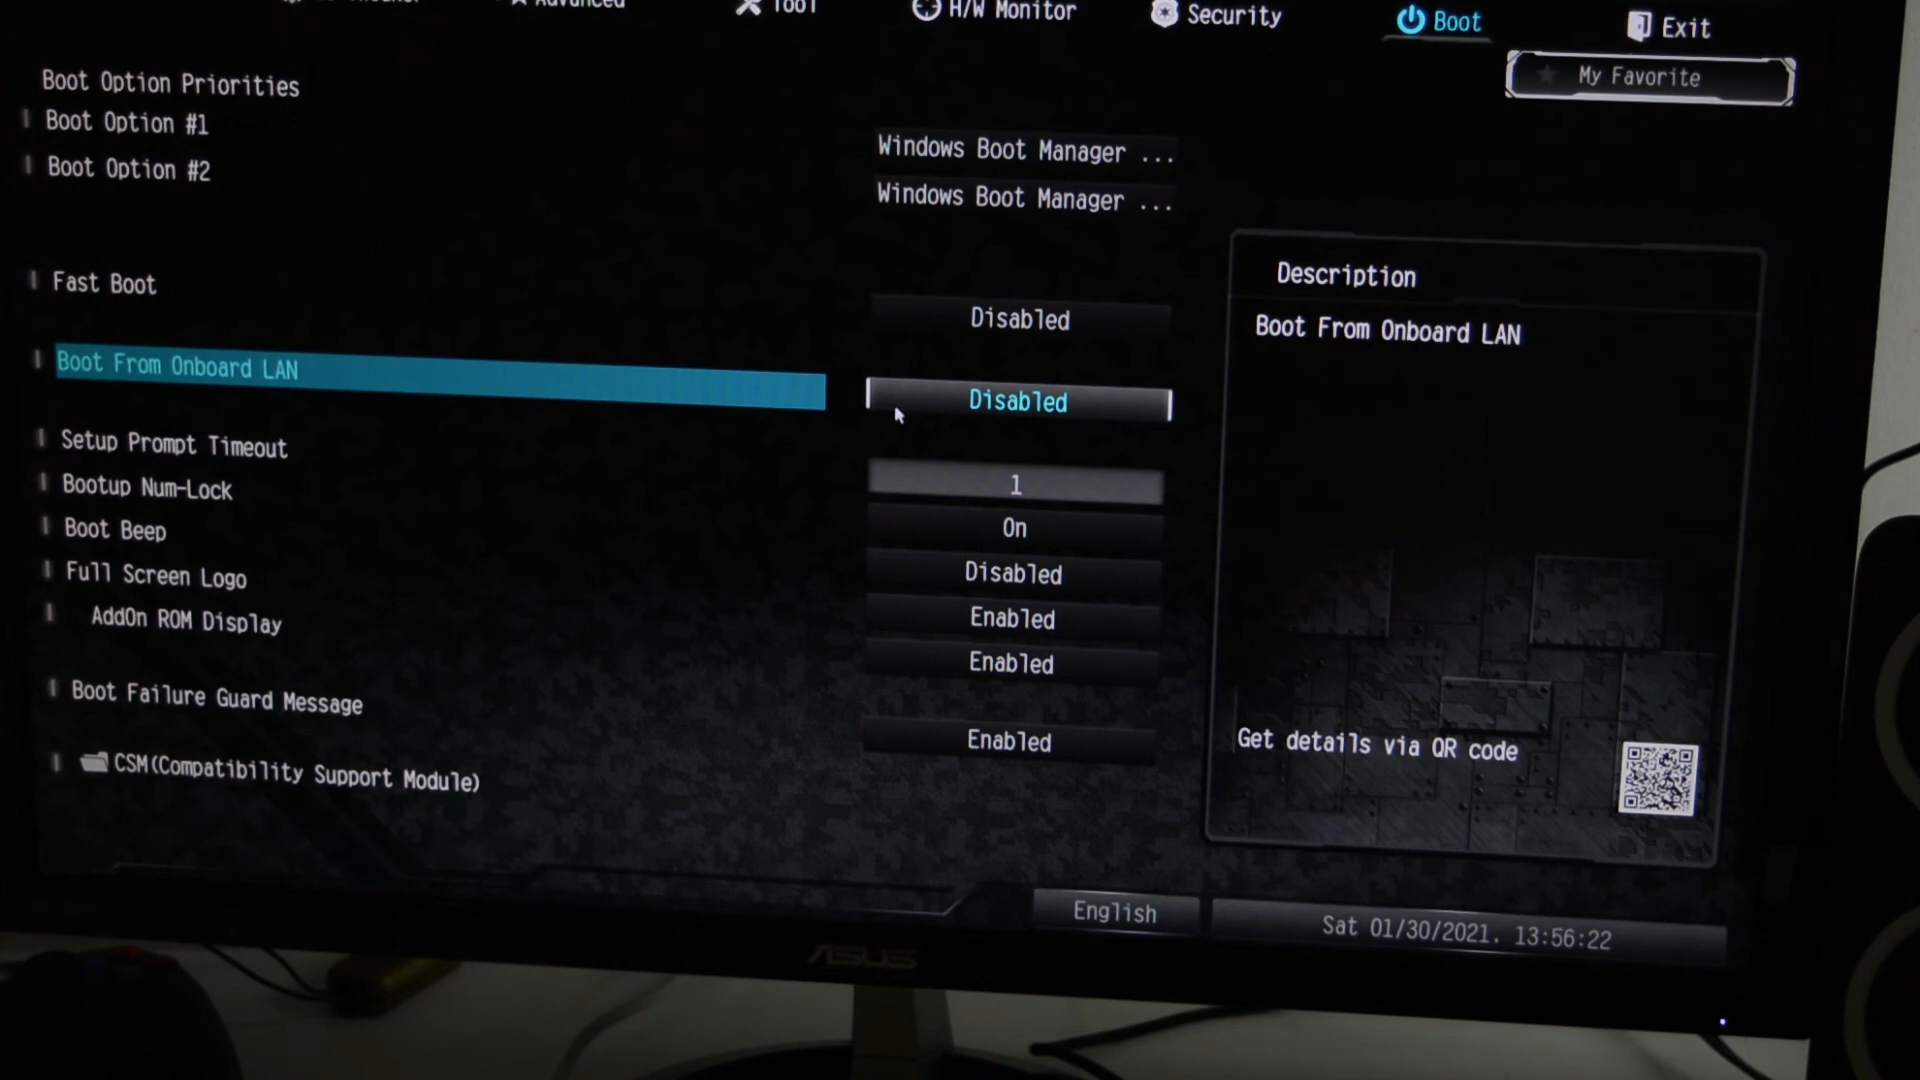 Advanced
Tool
H/W Monitor
Security
Boot
Exit
My Favorite
Boot Option Priorities
Boot Option #1
Windows Boot Manager ...
Boot Option #2
Windows Boot Manager ...
Fast Boot
Disabled
Boot From Onboard LAN
Disabled
Setup Prompt Timeout
1
Bootup Num-Lock
On
Boot Beep
Disabled
Full Screen Logo
Enabled
AddOn ROM Display
Enabled
Boot Failure Guard Message
Enabled
CSM(Compatibility Support Module)
Description
Boot From Onboard LAN
Get details via QR code
English
Sat 01/30/2021, 13:56:22
ASUS